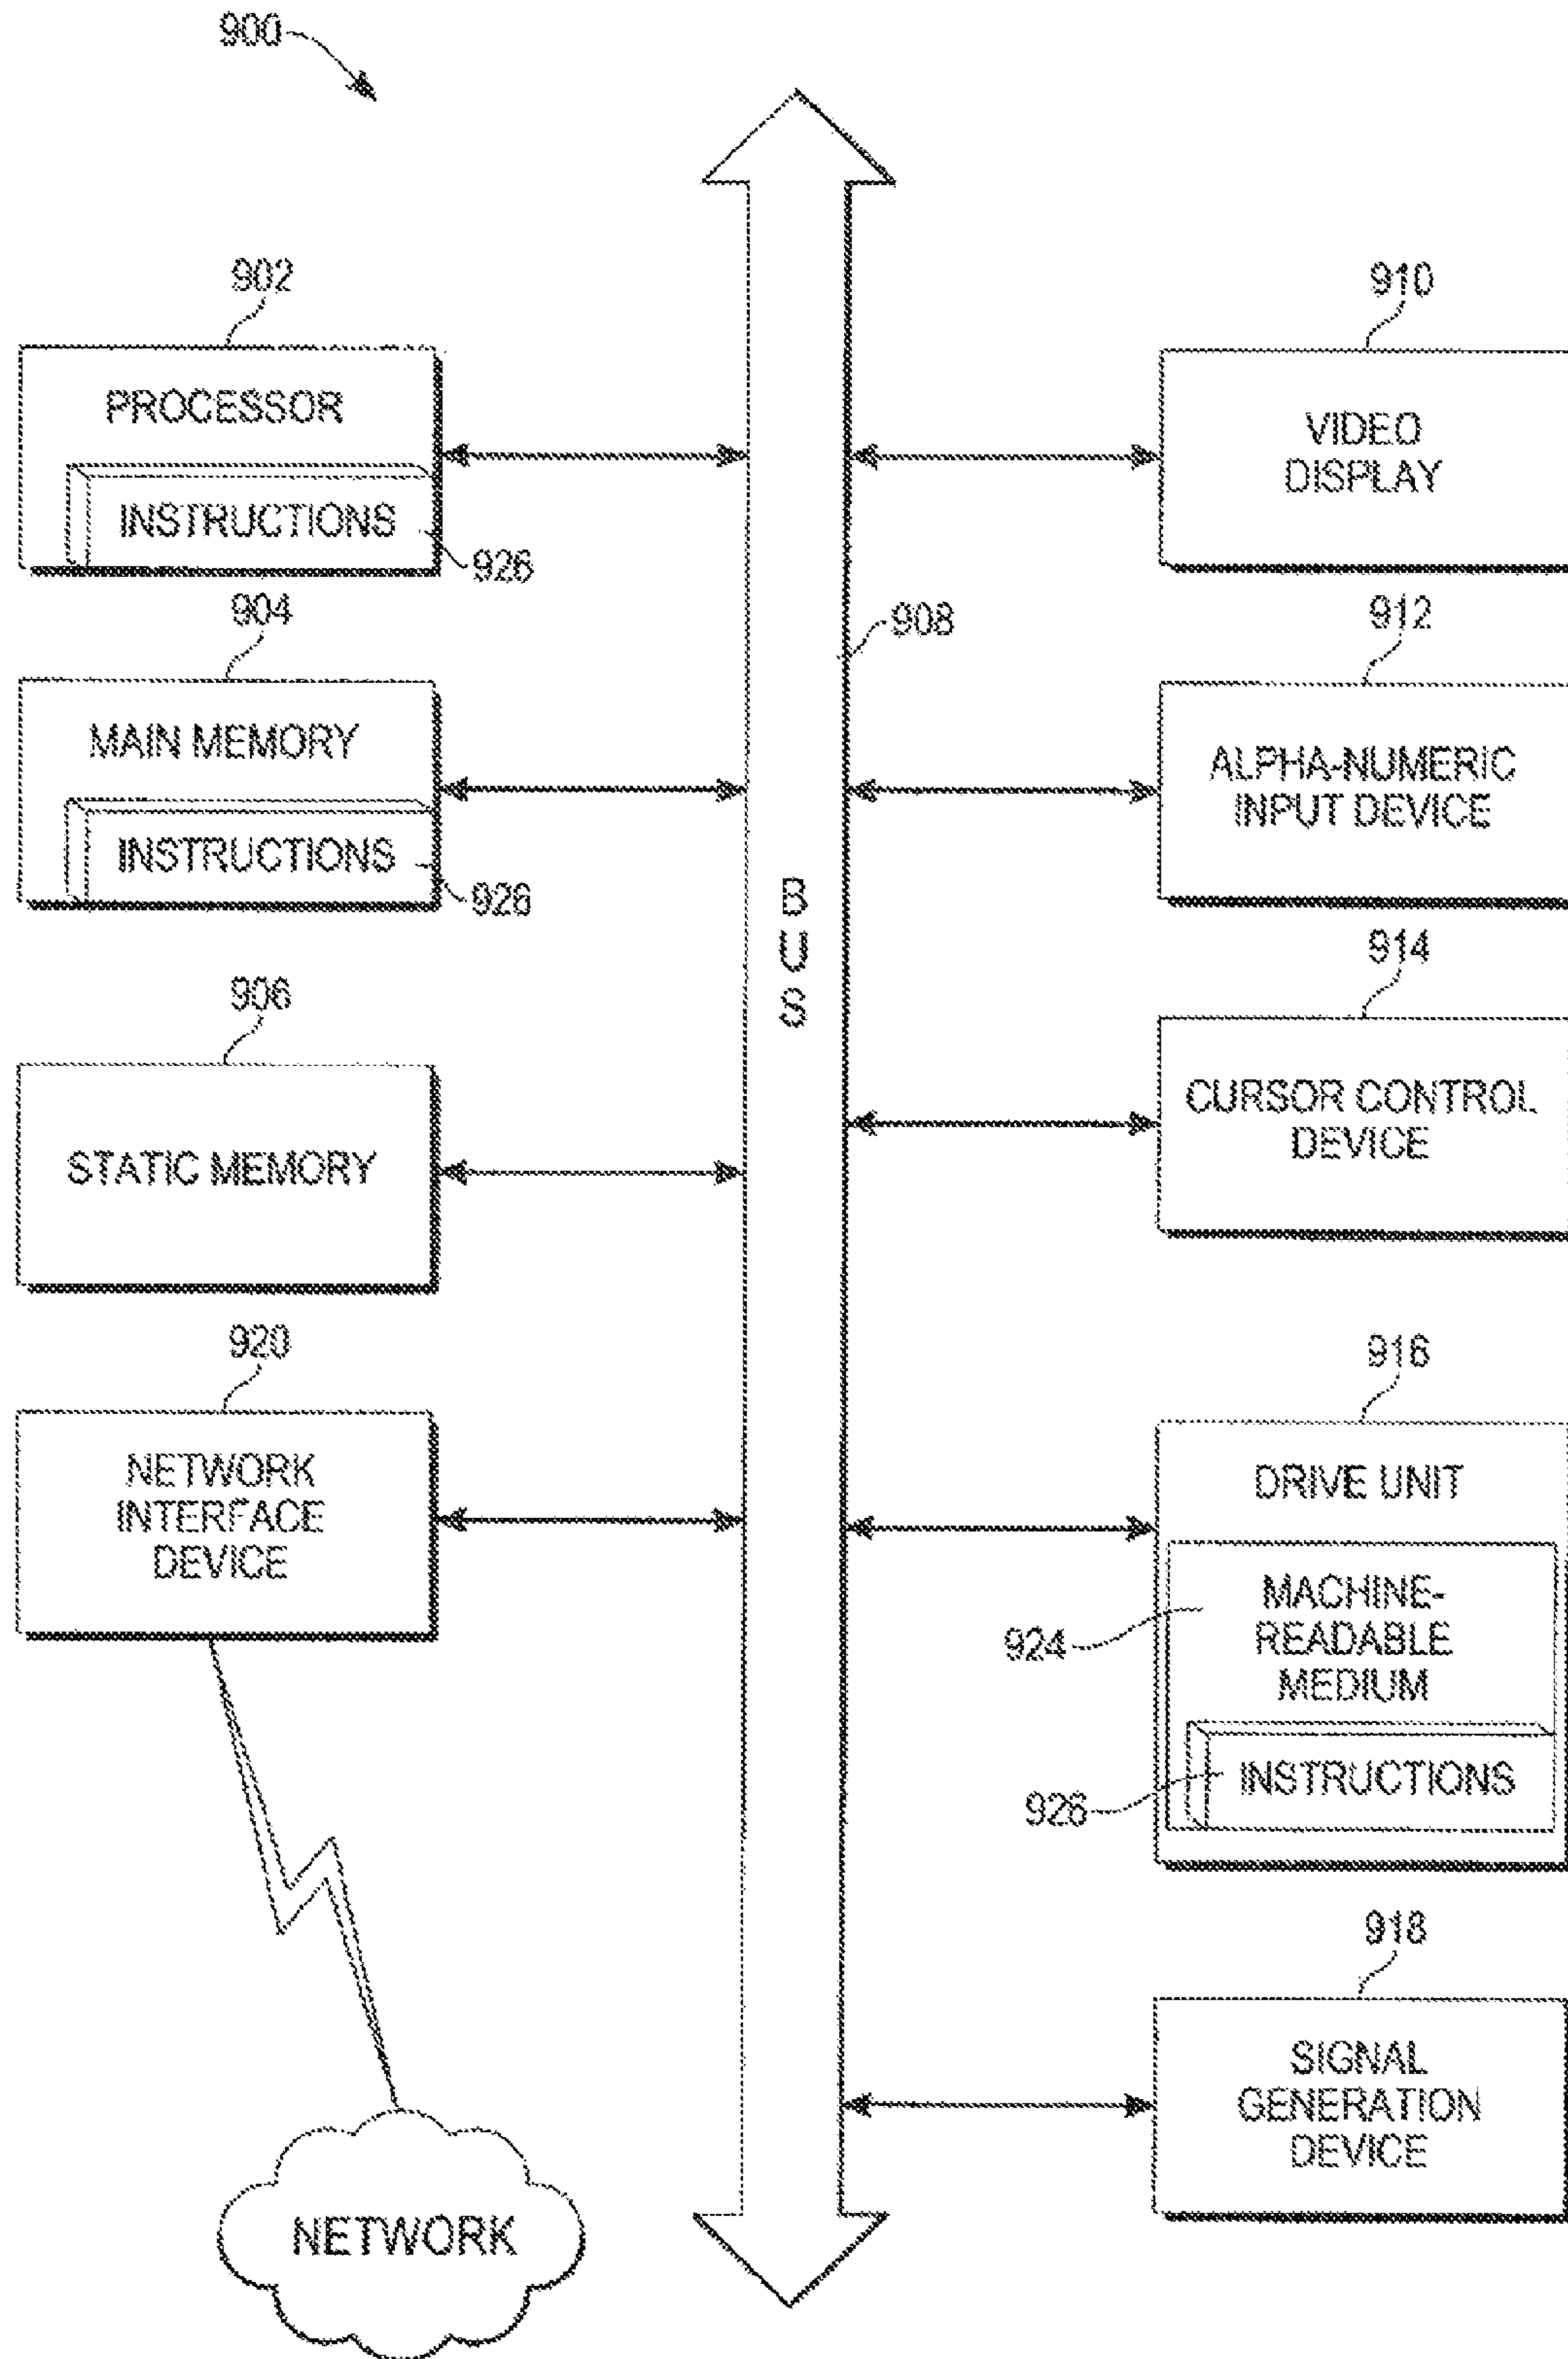 900
902
PROCESSOR
INSTRUCTIONS
926
904
MAIN MEMORY
INSTRUCTIONS
926
906
STATIC MEMORY
920
NETWORK
INTERFACE
DEVICE
NETWORK
BUS
908
910
VIDEO
DISPLAY
912
ALPHA-NUMERIC
INPUT DEVICE
914
CURSOR CONTROL
DEVICE
916
DRIVE UNIT
924
MACHINE-
READABLE
MEDIUM
926
INSTRUCTIONS
918
SIGNAL
GENERATION
DEVICE